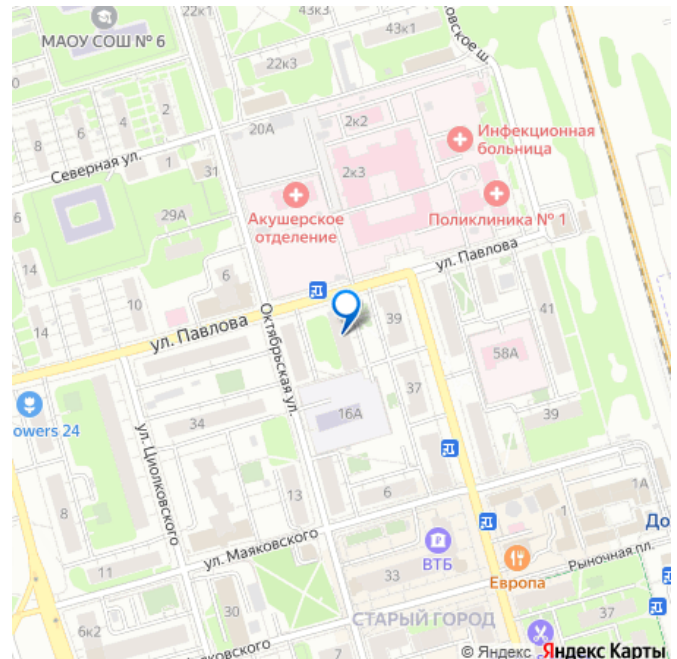 22к1
43к3
МАОУ СОШ № 6
43к1
22к3
2
4
6
8
20А
2к2
Инфекционная
больница
Северная ул.
1
31
2к3
Акушерское
отделение
Поликлиника № 1
29А
6
14
ул. Павлова
10
6
ул. Павлова
14
39
41
Октябрьская ул.
58А
37
owers 24
34
16А
39
ул. Циолковского
13
6
1А
8
1
ул. Маяковского
ВТБ
Рыночная пл.
11
33
Европа
30
6к2
СТАРЫЙ ГОРОД
37
7
© Яндекс Яндекс Карты